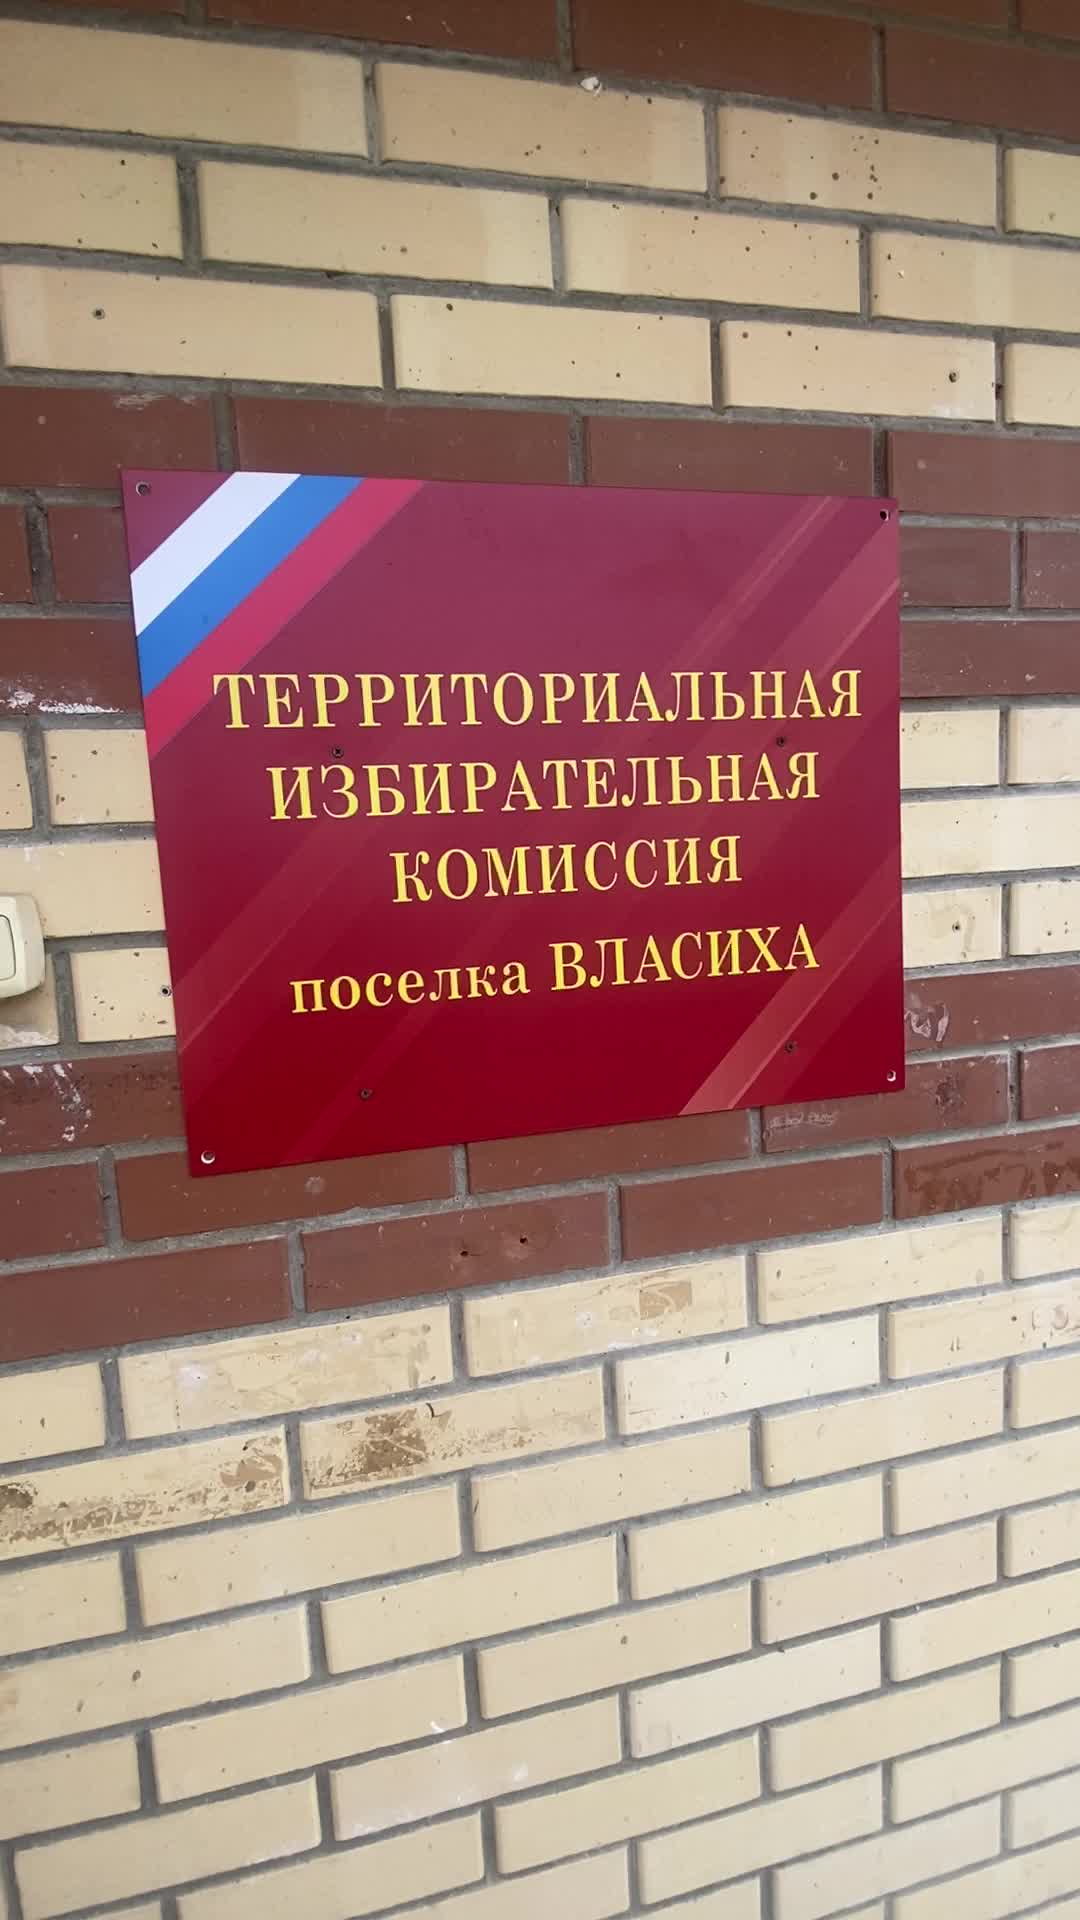 ТЕРРИТОРИАЛЬНАЯ
ИЗБИРАТЕЛЬНАЯ
КОМИССИЯ
поселка ВЛАСИХА